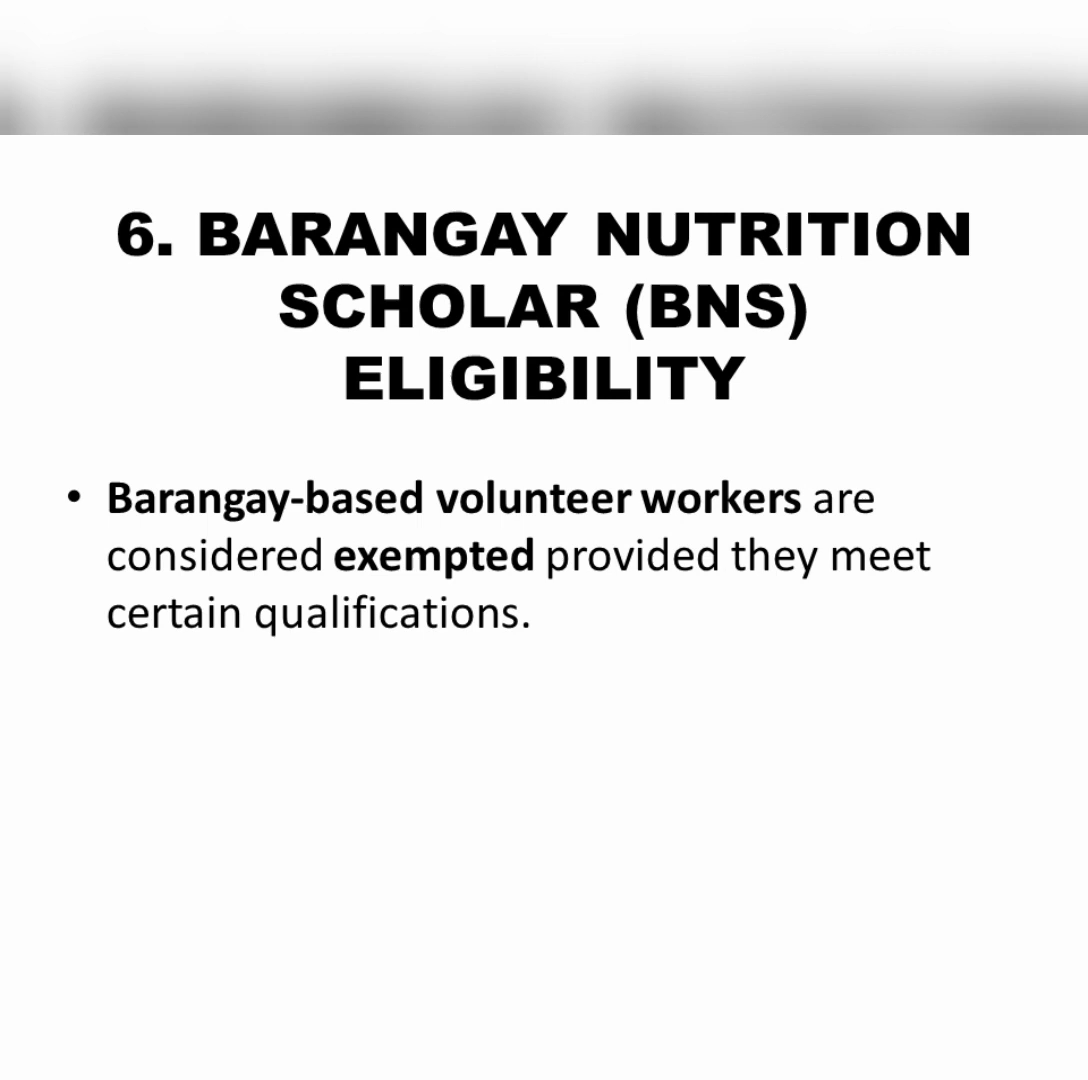 6. BARANGAY NUTRITION
SCHOLAR (BNS)
ELIGIBILITY
• Barangay-based volunteer workers are
considered exempted provided they meet
certain qualifications.